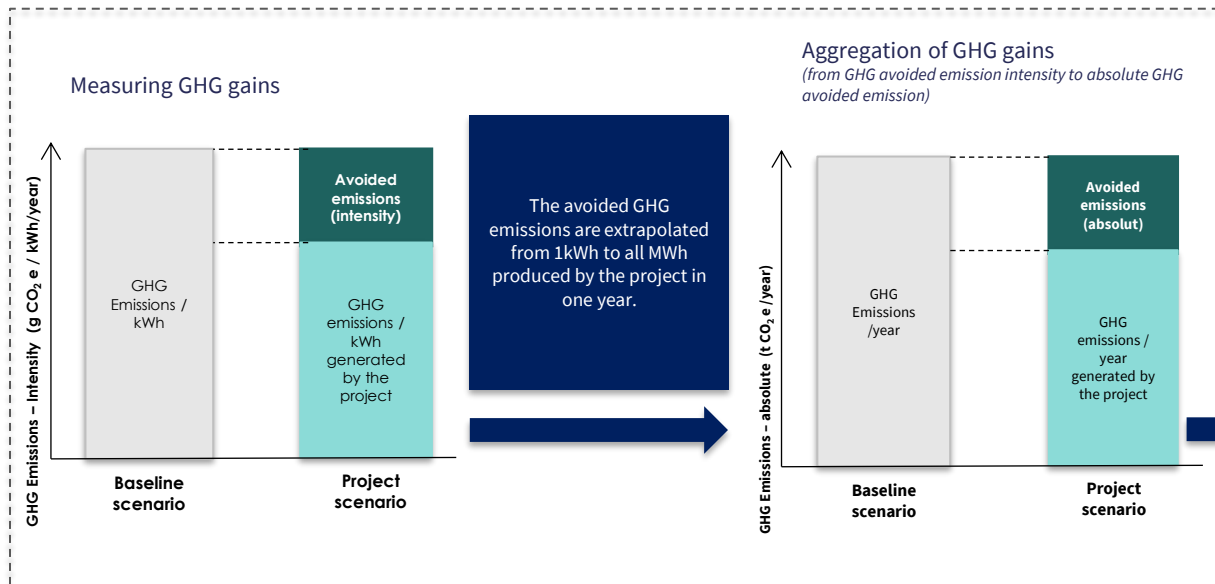 Measuring GHG gains
GHG Emissions – Intensity (g CO2 e / kWh/year)
GHG
Emissions /
kWh
Avoided
emissions
(intensity)
GHG
emissions /
kWh
generated
by the
project
Baseline
scenario
Project
scenario
The avoided GHG
emissions are extrapolated
from 1kWh to all MWh
produced by the project in
one year.
Aggregation of GHG gains
(from GHG avoided emission intensity to absolute GHG
avoided emission)
GHG Emissions – absolute (t CO2 e /year)
GHG
Emissions
/year
Avoided
emissions
(absolut)
GHG
emissions /
year
generated by
the project
Baseline
scenario
Project
scenario